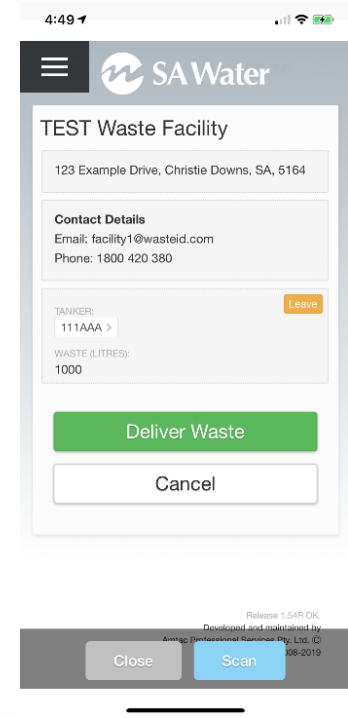 4:49
SA Water
TEST Waste Facility
123 Example Drive, Christie Downs, SA, 5164
Contact Details
Email: facility1@wasteid.com
Phone: 1800 420 380
Leave
TANKER:
111AAA >
WASTE (LITRES):
1000
Deliver Waste
Cancel
Release 1.54R OK.
Developed and maintained by
Amtac Professional Services Pty. Ltd. ©
008-2019
Close
Scan